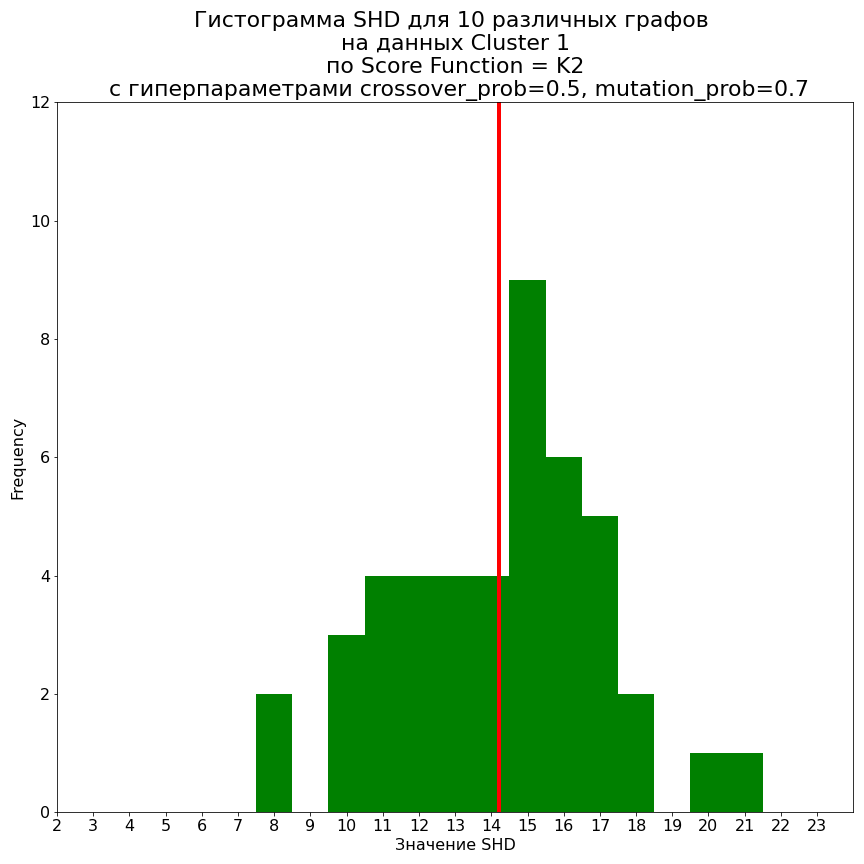 Гистограмма SHD для 10 различных графов
на данных Cluster 1
по Score Function = K2
с гиперпараметрами crossover_prob=0.5, mutation_prob=0.7
12
10
8
6
4
2
0
Frequency
2 3 4 5 6 7 8 9 10 11 12 13 14 15 16 17 18 19 20 21 22 23
Значение SHD